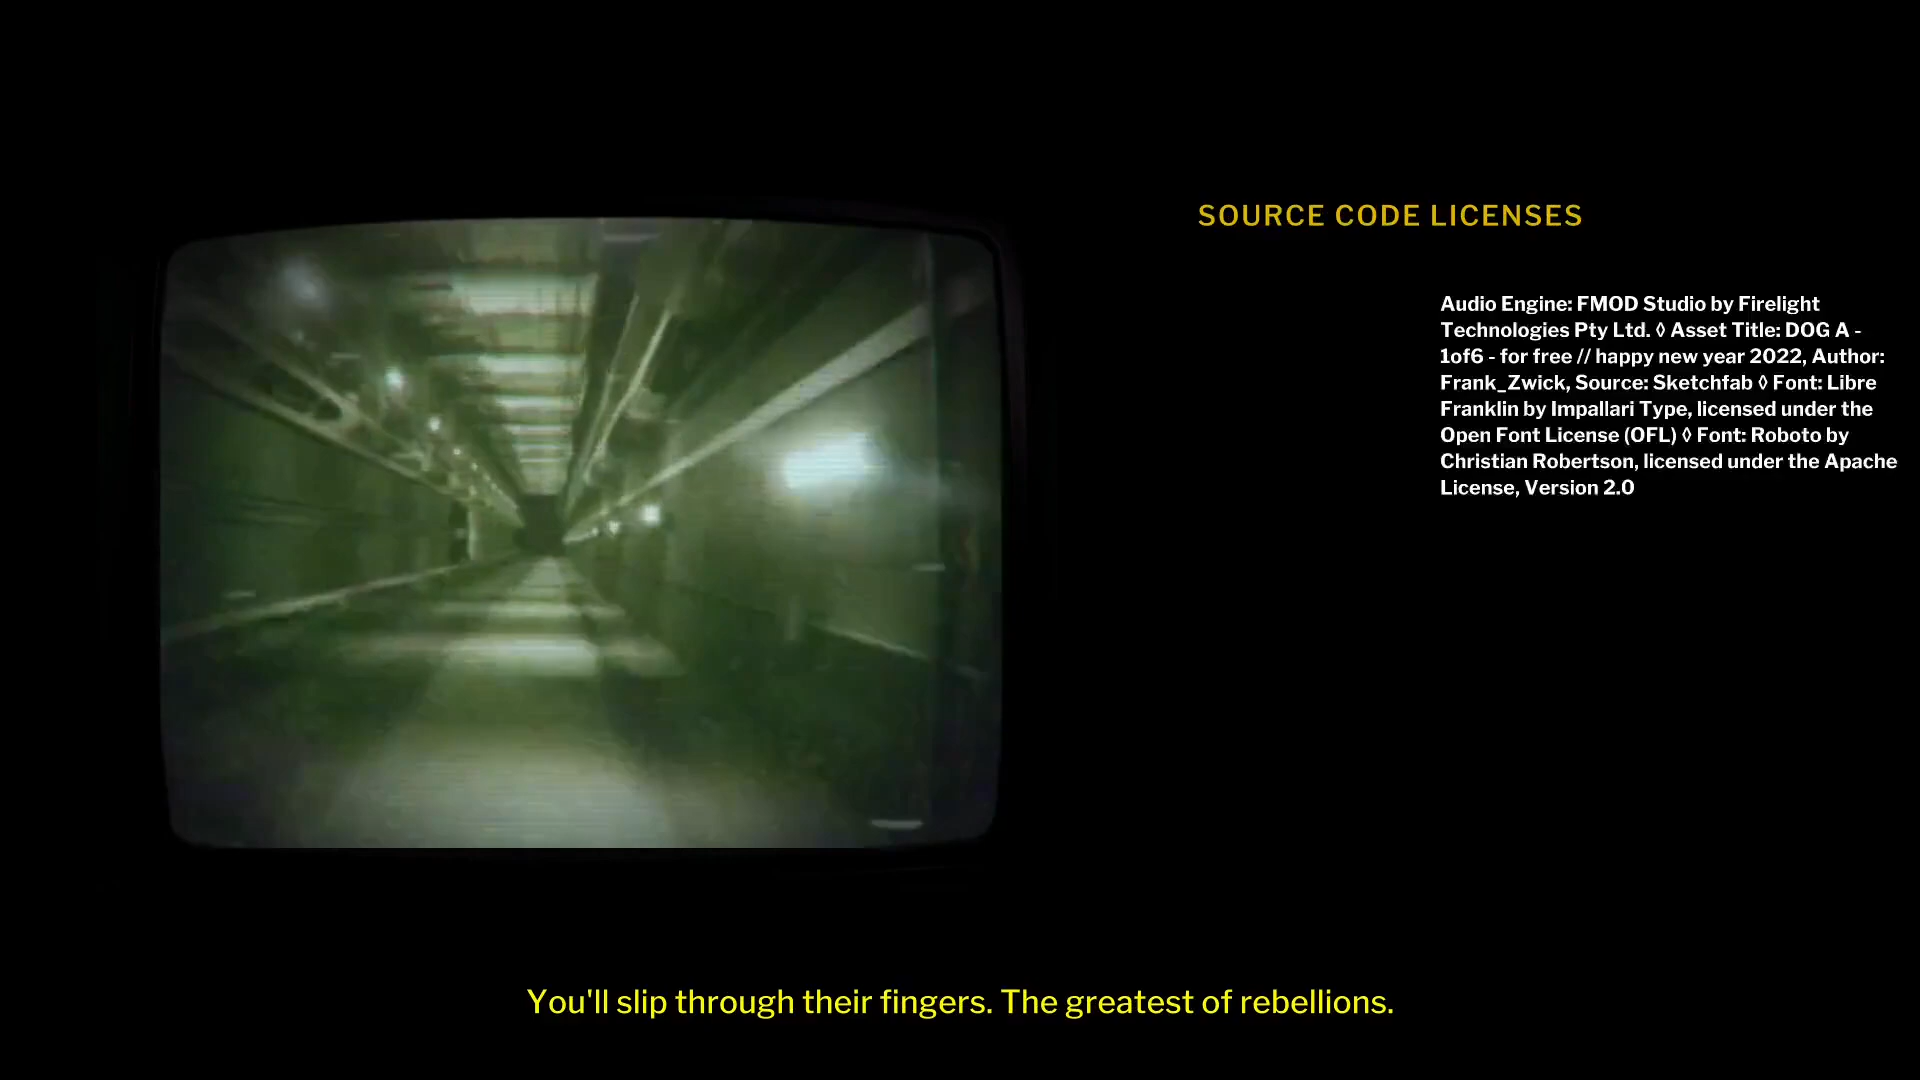 SOURCE CODE LICENSES
Audio Engine: FMOD Studio by Firelight
Technologies Pty Ltd. ◊ Asset Title: DOG A -
1of6 - for free // happy new year 2022, Author:
Frank_Zwick, Source: Sketchfab ◊ Font: Libre
Franklin by Impallari Type, licensed under the
Open Font License (OFL) ◊ Font: Roboto by
Christian Robertson, licensed under the Apache
License, Version 2.0
You'll slip through their fingers. The greatest of rebellions.